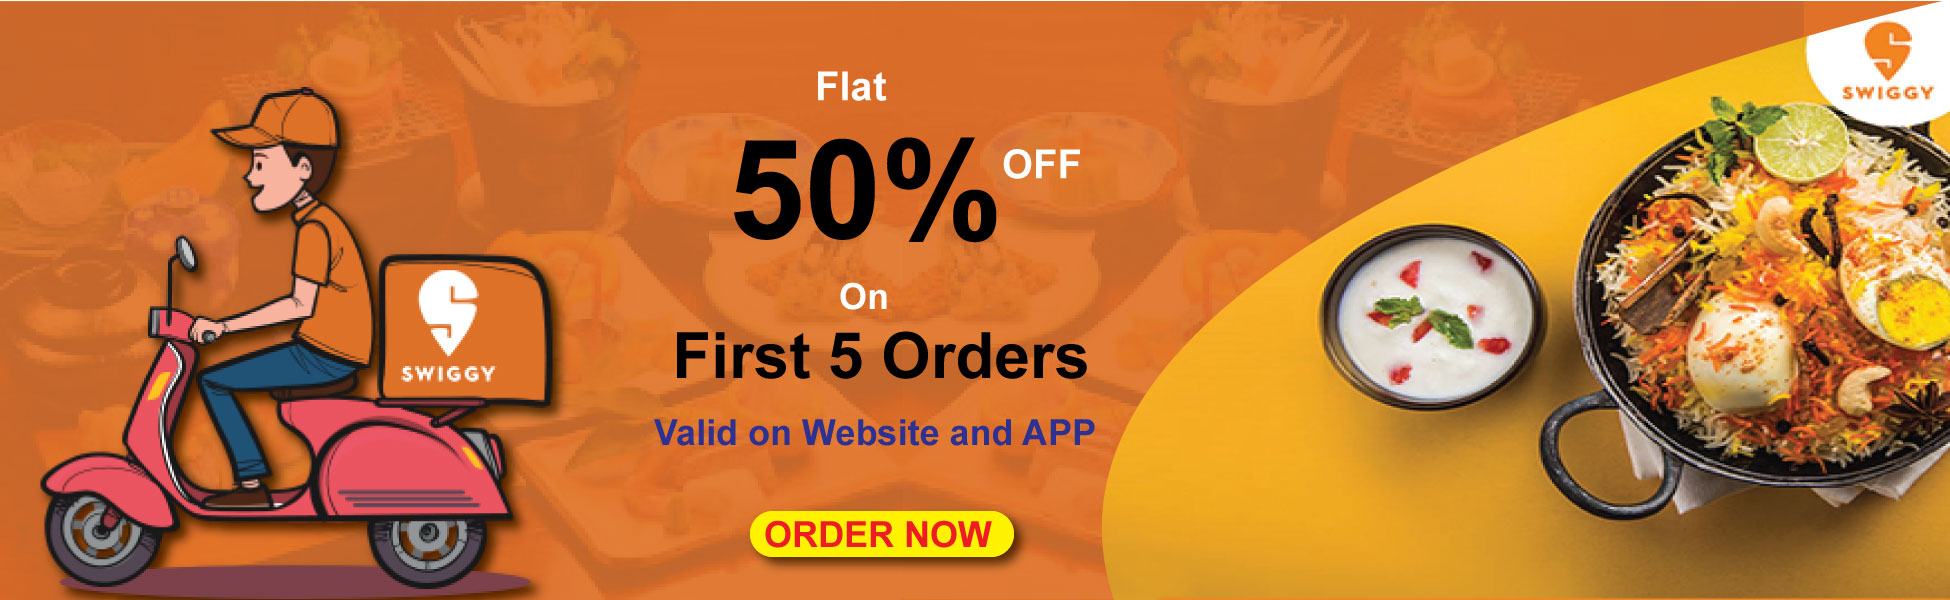 SWIGGY
Flat
50% OFF
On
First 5 Orders
Valid on Website and APP
ORDER NOW
SWIGGY